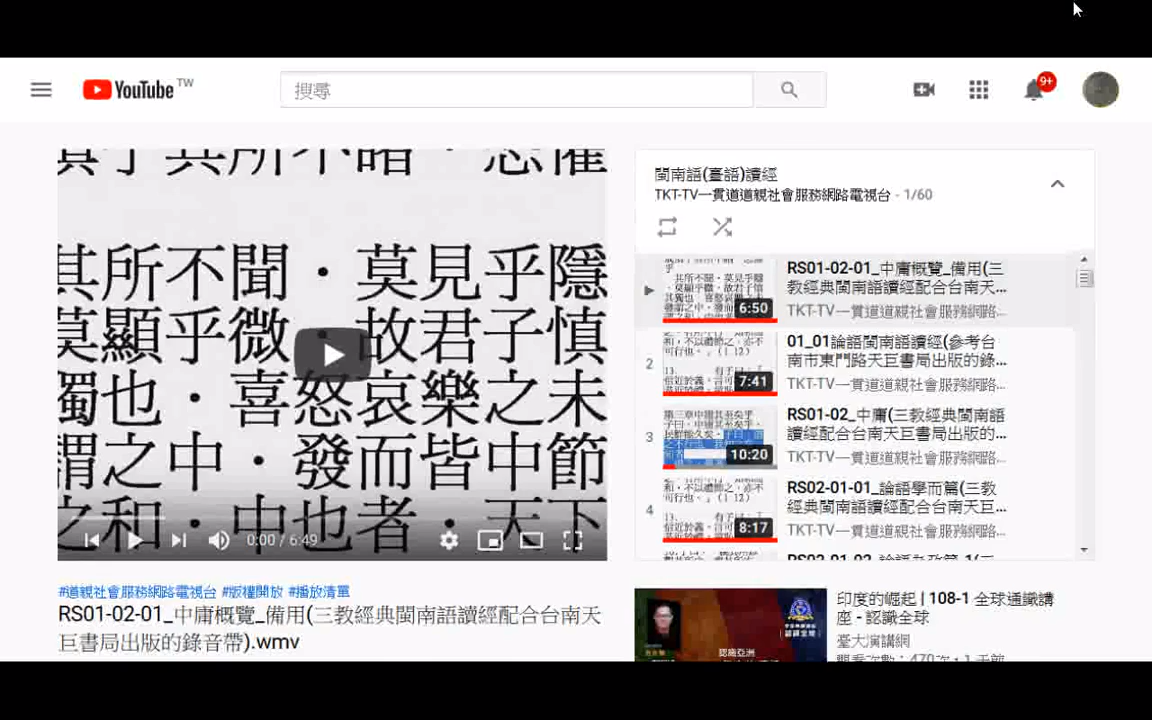 YouTube TW
搜尋
9+
其所不聞．莫見乎隱
莫顯乎微．故君子慎
獨也．喜怒哀樂之未
謂之中．發而皆中節
之和．中也者．天下
0:00 / 6:49
#道親社會服務網路電視台 #版權開放 #播放清單
RS01-02-01_中庸概覽_備用(三教經典閩南語讀經配合台南天
巨書局出版的錄音帶).wmv
閩南語(臺語)讀經
TKT-TV一貫道道親社會服務網路電視台 - 1/60
RS01-02-01_中庸概覽_備用(三
教經典閩南語讀經配合台南天...
TKT-TV一貫道道親社會服務網路...
6:50
2
01_01論語閩南語讀經(參考台
南市東門路天巨書局出版的錄...
TKT-TV一貫道道親社會服務網路...
7:41
3
RS01-02_中庸(三教經典閩南語
讀經配合台南天巨書局出版的...
TKT-TV一貫道道親社會服務網路...
10:20
4
RS02-01-01_論語學而篇(三教
經典閩南語讀經配合台南天巨...
TKT-TV一貫道道親社會服務網路...
8:17
印度的崛起 | 108-1 全球通識講
座 - 認識全球
臺大演講網
觀看次數：470次・1 天前
認識亞洲